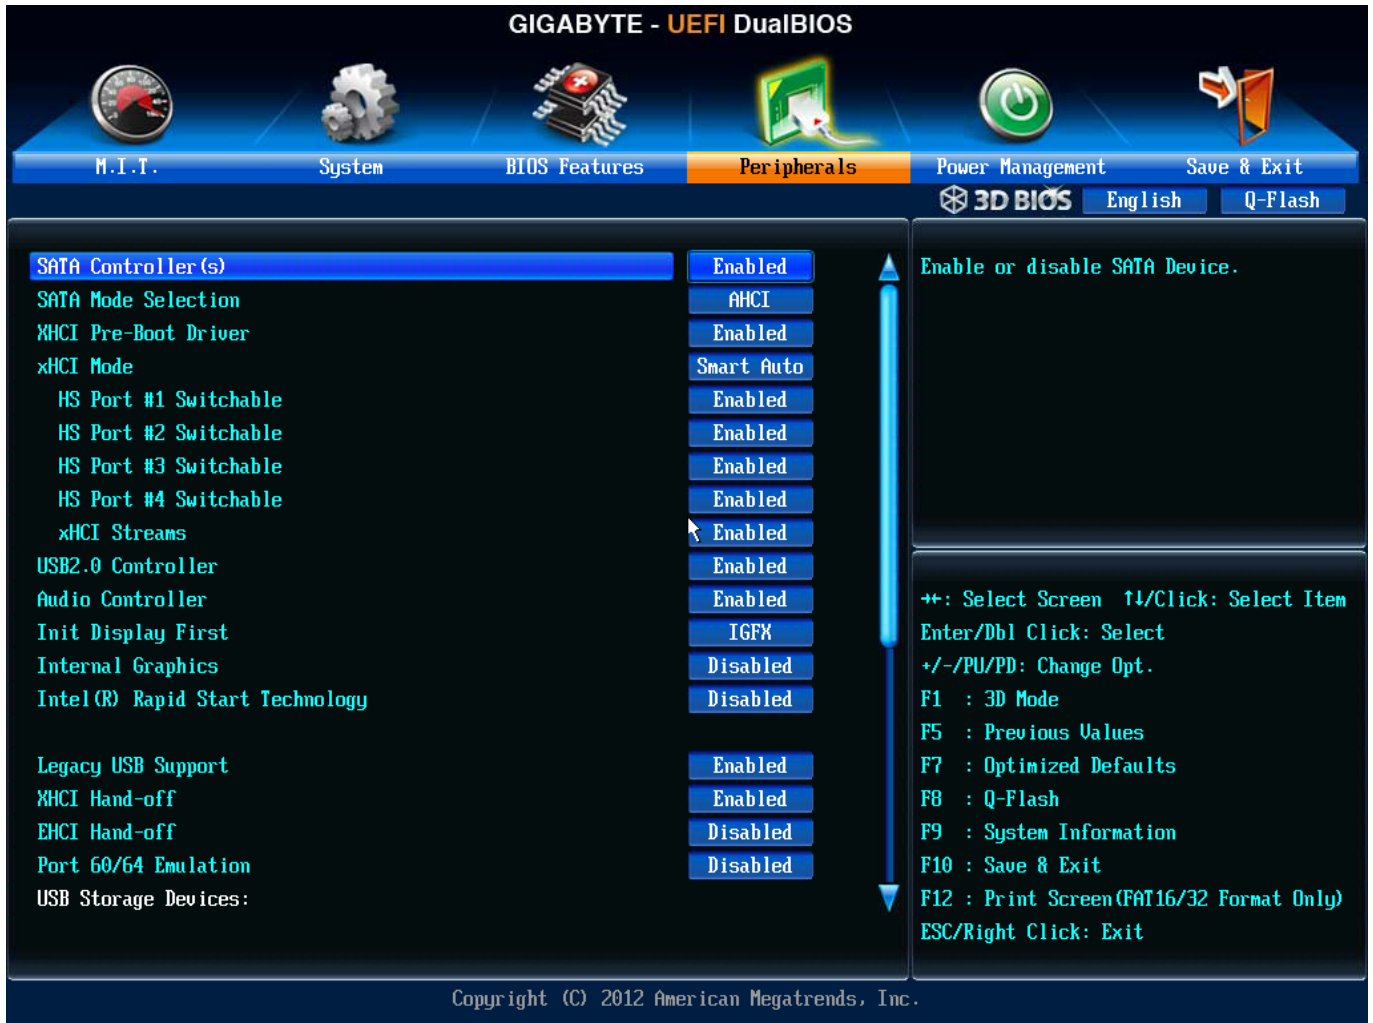 GIGABYTE - UEFI DualBIOS
M.I.T. System BIOS Features Peripherals Power Management Save & Exit
3D BIOS English Q-Flash
SATA Controller(s) Enabled
SATA Mode Selection AHCI
XHCI Pre-Boot Driver Enabled
xHCI Mode Smart Auto
HS Port #1 Switchable Enabled
HS Port #2 Switchable Enabled
HS Port #3 Switchable Enabled
HS Port #4 Switchable Enabled
xHCI Streams Enabled
USB2.0 Controller Enabled
Audio Controller Enabled
Init Display First IGFX
Internal Graphics Disabled
Intel(R) Rapid Start Technology Disabled
Legacy USB Support Enabled
XHCI Hand-off Enabled
EHCI Hand-off Disabled
Port 60/64 Emulation Disabled
USB Storage Devices:
Enable or disable SATA Device.
→←: Select Screen ↑↓/Click: Select Item
Enter/Dbl Click: Select
+/-/PU/PD: Change Opt.
F1 : 3D Mode
F5 : Previous Values
F7 : Optimized Defaults
F8 : Q-Flash
F9 : System Information
F10 : Save & Exit
F12 : Print Screen(FAT16/32 Format Only)
ESC/Right Click: Exit
Copyright (C) 2012 American Megatrends, Inc.